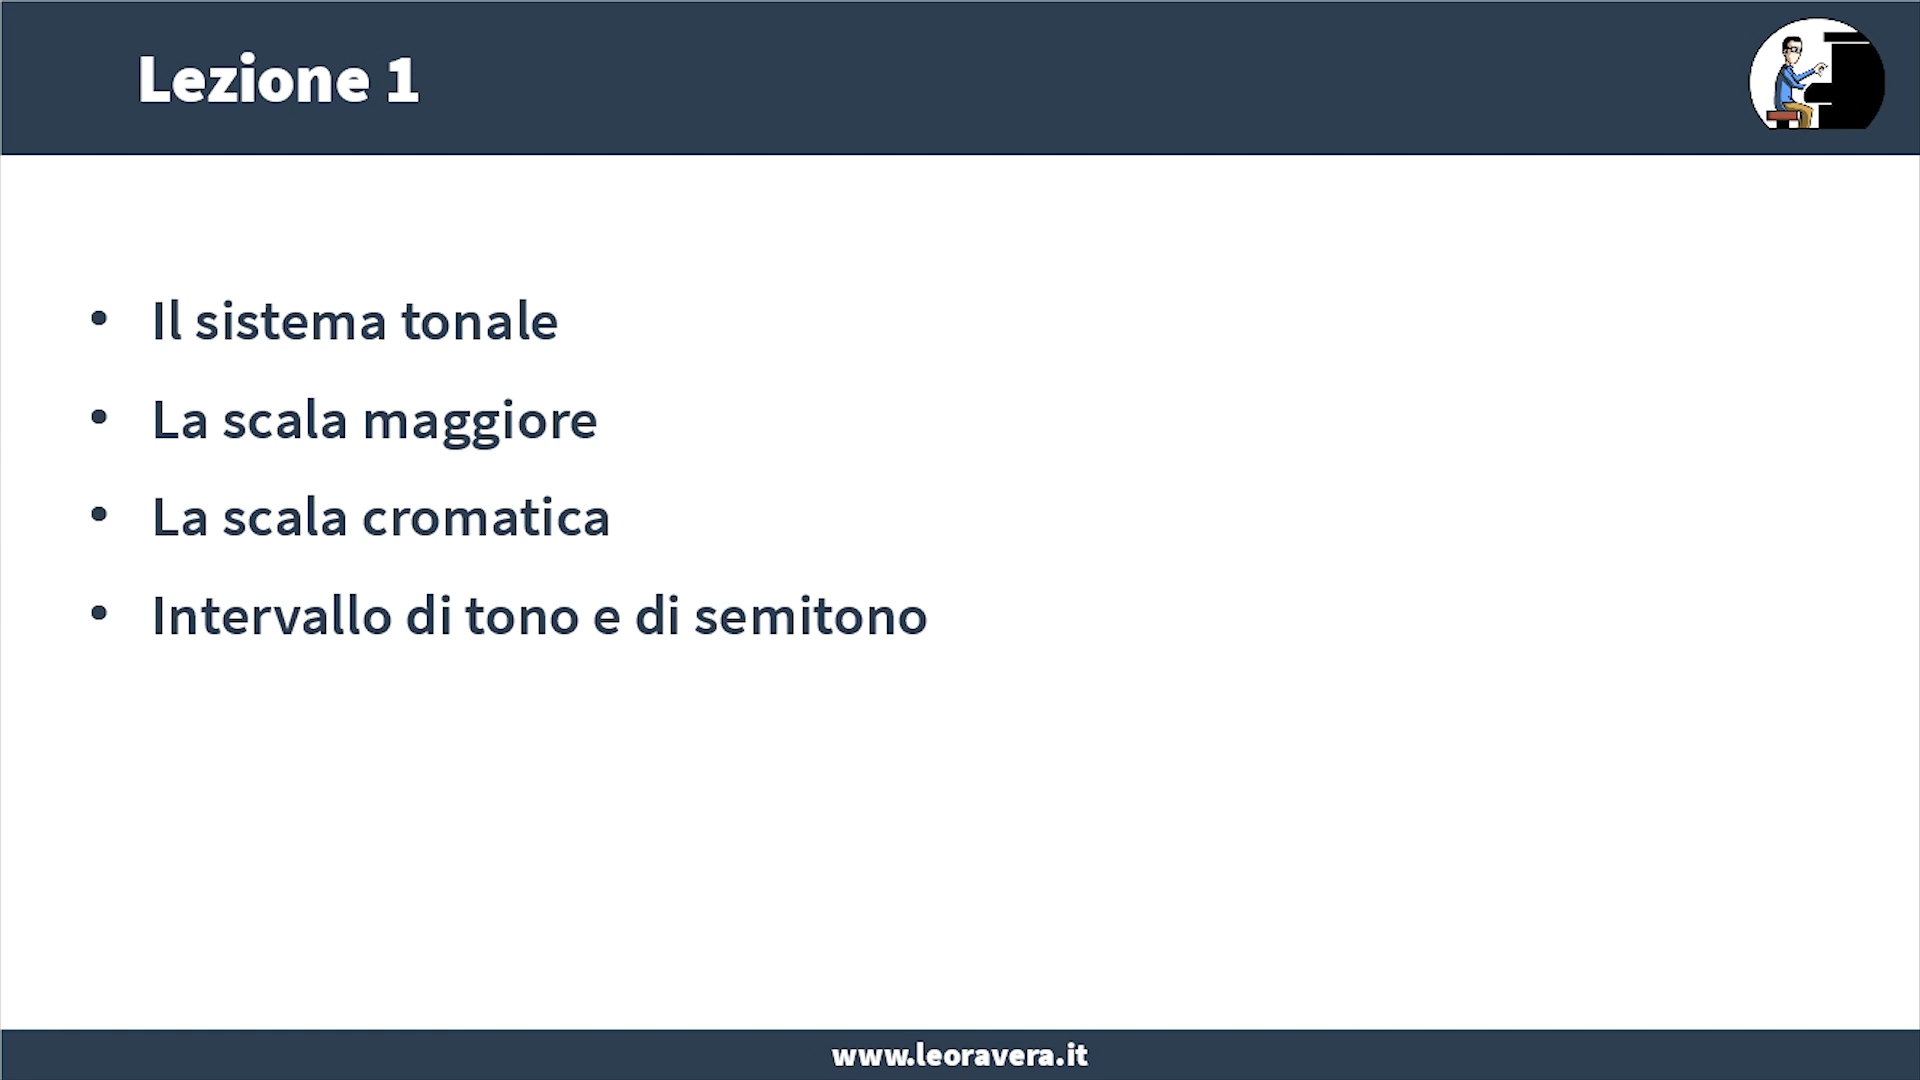 Lezione 1
• Il sistema tonale
• La scala maggiore
• La scala cromatica
• Intervallo di tono e di semitono
www.leoravera.it